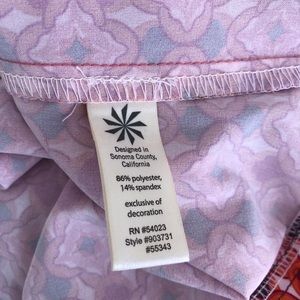 Designed in
Sonoma County,
California
86% polyester,
14% spandex
exclusive of
decoration
RN #54023
Style #903731
#55343